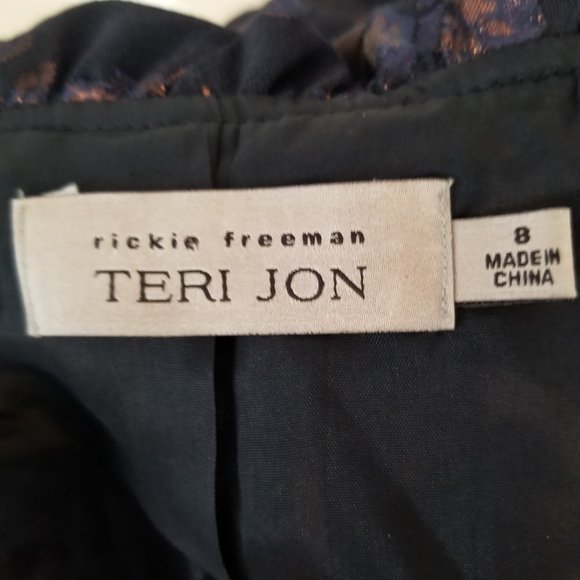 rickie freeman
TERI JON
8
MADE IN
CHINA